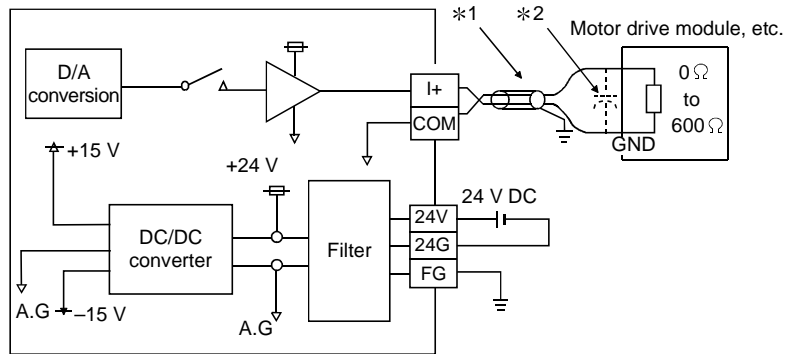 *1
*2
Motor drive module, etc.
D/A
conversion
I+
COM
0Ω
to
600Ω
GND
+15 V
+24 V
24 V DC
DC/DC
converter
Filter
24V
24G
FG
A.G
–15 V
A.G